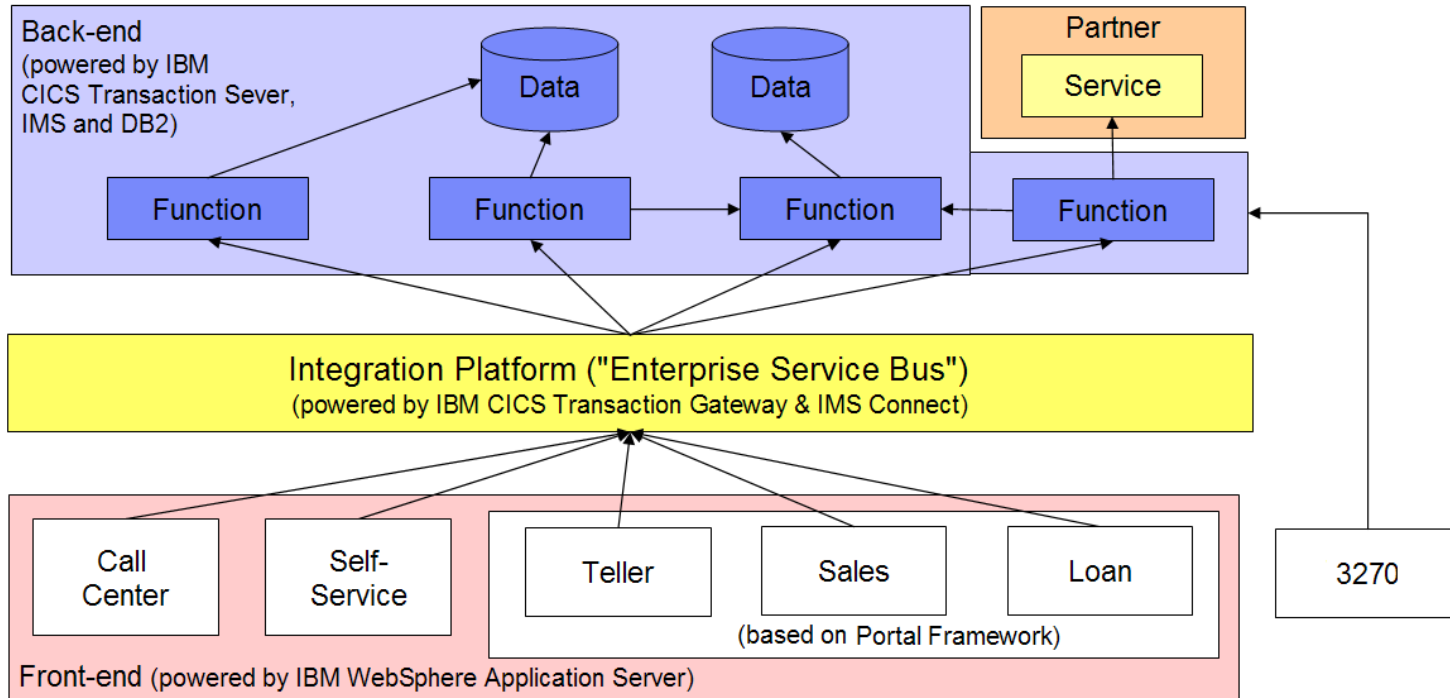 Back-end
(powered by IBM
CICS Transaction Sever,
IMS and DB2)
Data
Data
Partner
Service
Function
Function
Function
Function
Integration Platform ("Enterprise Service Bus")
(powered by IBM CICS Transaction Gateway & IMS Connect)
Call
Center
Self-
Service
Teller
Sales
Loan
3270
(based on Portal Framework)
Front-end (powered by IBM WebSphere Application Server)